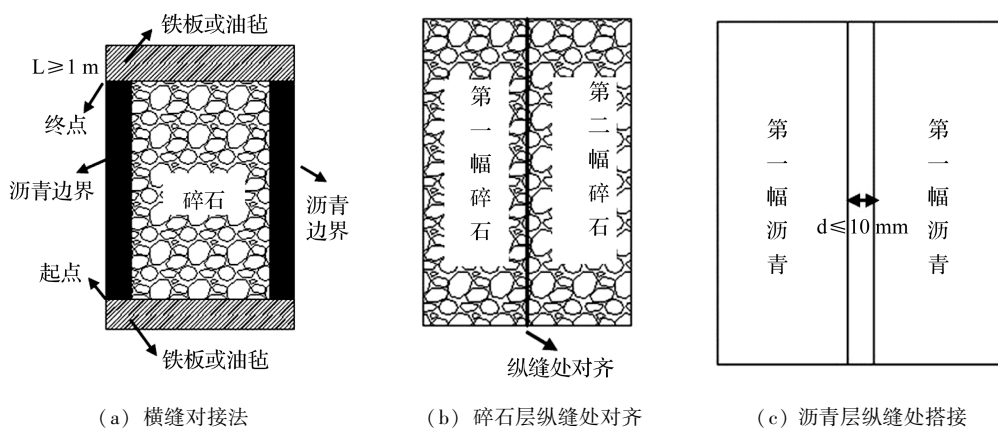 铁板或油毡
L≥1 m
终点
沥青边界
碎石
沥青
边界
起点
铁板或油毡
(a) 横缝对接法
第一幅碎石
第二幅碎石
纵缝处对齐
(b) 碎石层纵缝处对齐
第一幅沥青
d≤10 mm
第一幅沥青
(c) 沥青层纵缝处搭接